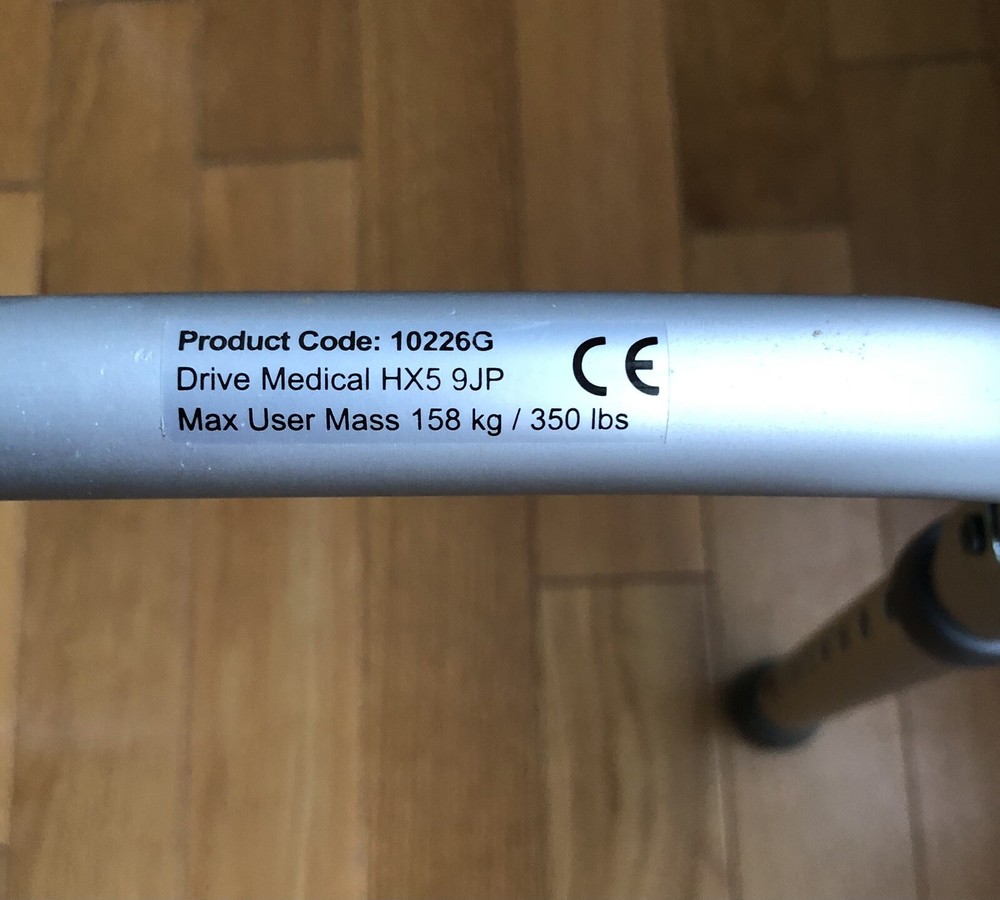 Product Code: 10226G
Drive Medical HX5 9JP
Max User Mass 158 kg / 350 lbs
CE